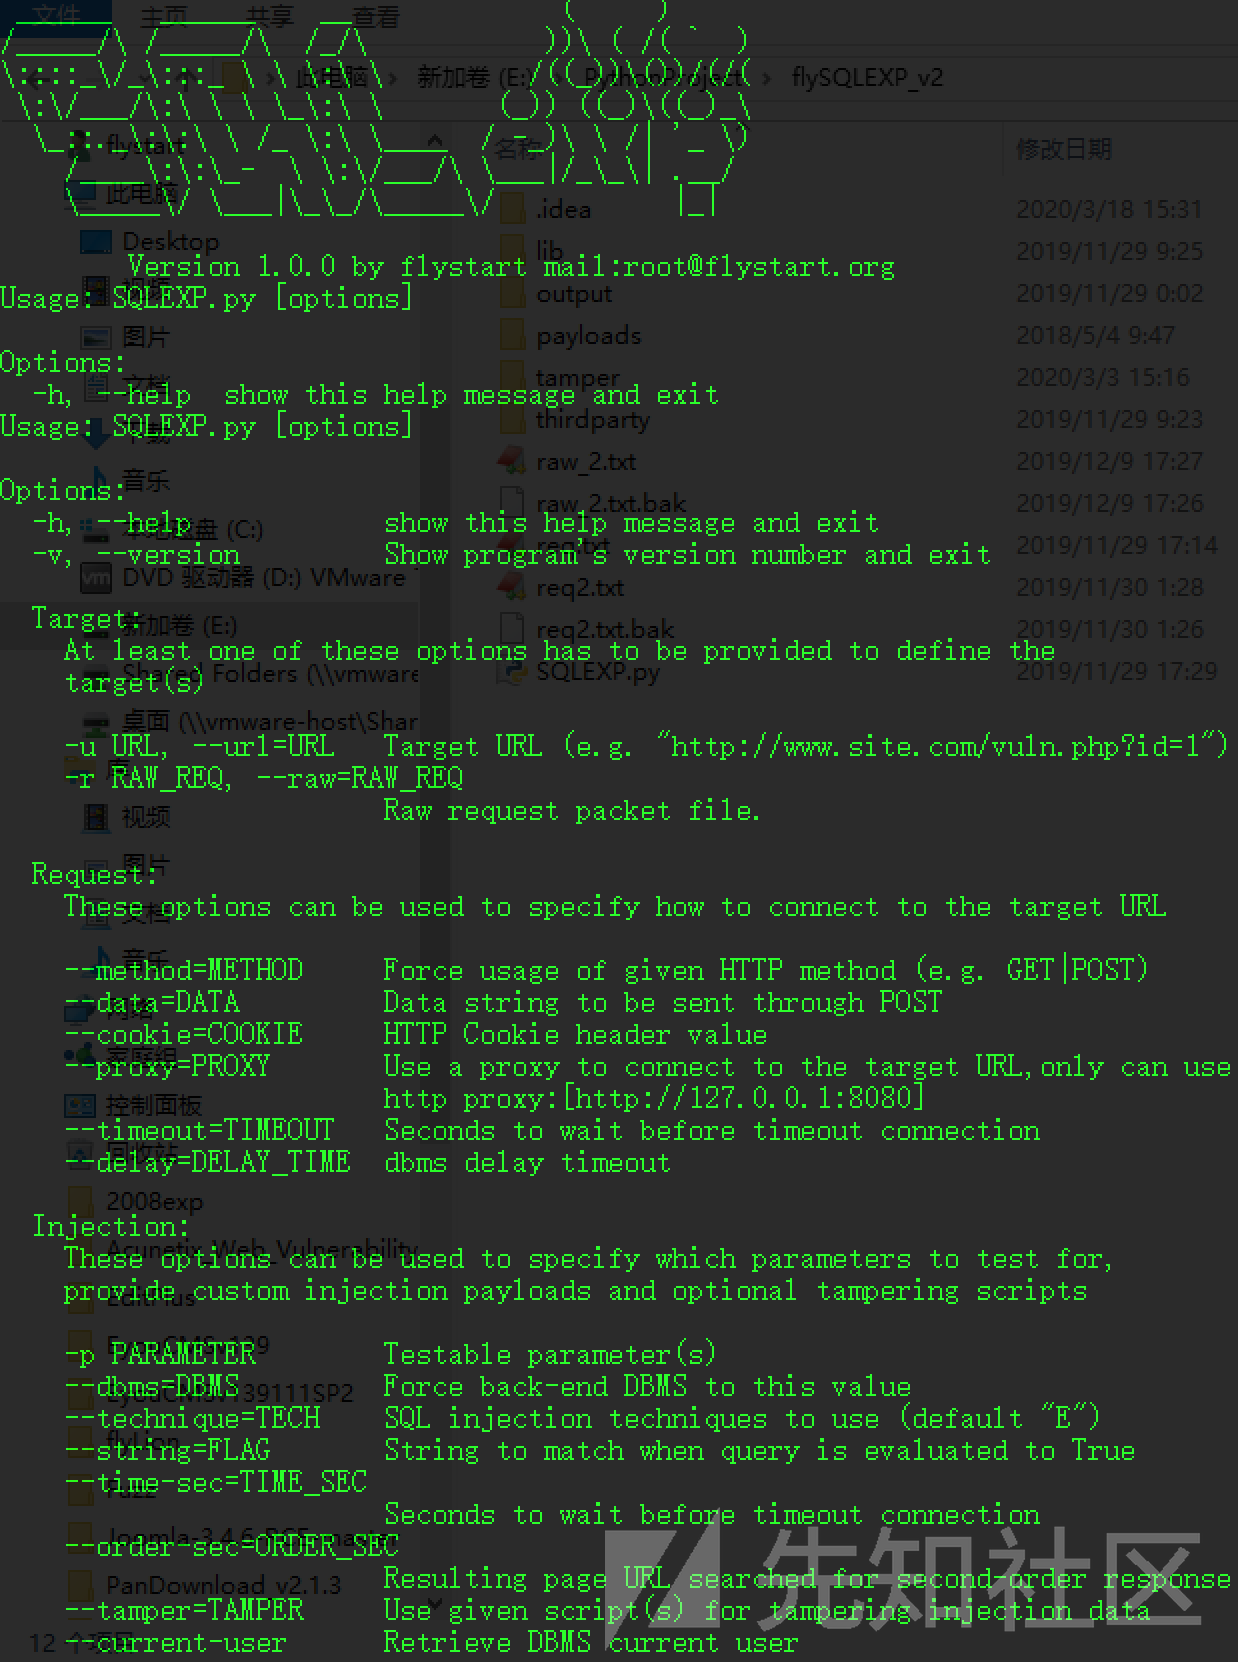 文件 主页 共享 查看
此电脑 › 新加卷 (E:) › PythonProject › flySQLEXP_v2
名称 修改日期
flystart
此电脑
.idea 2020/3/18 15:31
Desktop
lib 2019/11/29 9:25
Version 1.0.0 by flystart mail:root@flystart.org
视频
output 2019/11/29 0:02
Usage: SQLEXP.py [options]
图片
payloads 2018/5/4 9:47
Options:
文档
tamper 2020/3/3 15:16
-h, --help show this help message and exit
thirdparty 2019/11/29 9:23
Usage: SQLEXP.py [options]
下载
raw_2.txt 2019/12/9 17:27
音乐
Options:
raw_2.txt.bak 2019/12/9 17:26
-h, --help show this help message and exit
本地磁盘 (C:)
req.txt 2019/11/29 17:14
-v, --version Show program's version number and exit
DVD 驱动器 (D:) VMware
req2.txt 2019/11/30 1:28
Target:
新加卷 (E:)
req2.txt.bak 2019/11/30 1:26
At least one of these options has to be provided to define the
Shared Folders (\\vmware
SQLEXP.py 2019/11/29 17:29
target(s)
桌面 (\\vmware-host\Shar
-u URL, --url=URL Target URL (e.g. "http://www.site.com/vuln.php?id=1")
库
-r RAW_REQ, --raw=RAW_REQ
Raw request packet file.
视频
图片
Request:
These options can be used to specify how to connect to the target URL
文档
音乐
--method=METHOD Force usage of given HTTP method (e.g. GET|POST)
--data=DATA Data string to be sent through POST
网络
--cookie=COOKIE HTTP Cookie header value
家庭组
--proxy=PROXY Use a proxy to connect to the target URL,only can use
http proxy:[http://127.0.0.1:8080]
控制面板
--timeout=TIMEOUT Seconds to wait before timeout connection
回收站
--delay=DELAY_TIME dbms delay timeout
2008exp
Injection:
Acunetix_Web_Vulnerability
These options can be used to specify which parameters to test for,
provide custom injection payloads and optional tampering scripts
EditPlus
-p PARAMETER Testable parameter(s)
--dbms=DBMS Force back-end DBMS to this value
--technique=TECH SQL injection techniques to use (default "E")
flyLion
--string=FLAG String to match when query is evaluated to True
--time-sec=TIME_SEC
Seconds to wait before timeout connection
--order-sec=ORDER_SEC
PanDownload_v2.1.3
Resulting page URL searched for second-order response
--tamper=TAMPER Use given script(s) for tampering injection data
--current-user Retrieve DBMS current user
12 个项目
先知社区